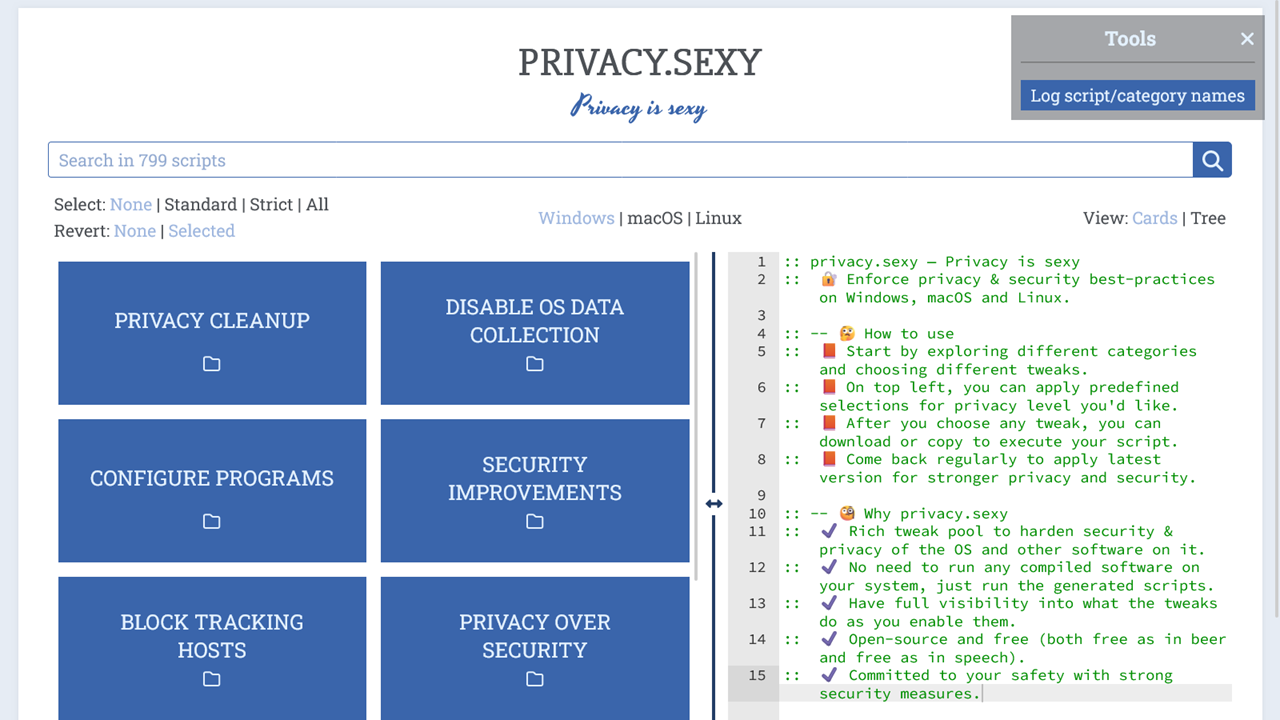 PRIVACY.SEXY
Privacy is sexy
Tools ×
Log script/category names
Search in 799 scripts
Select: None | Standard | Strict | All
Revert: None | Selected
Windows | macOS | Linux
View: Cards | Tree
PRIVACY CLEANUP
DISABLE OS DATA
COLLECTION
CONFIGURE PROGRAMS
SECURITY
IMPROVEMENTS
BLOCK TRACKING
HOSTS
PRIVACY OVER
SECURITY
1 :: privacy.sexy — Privacy is sexy
2 :: 🔐 Enforce privacy & security best-practices
on Windows, macOS and Linux.
3
4 :: -- 🤔 How to use
5 :: 📕 Start by exploring different categories
and choosing different tweaks.
6 :: 📕 On top left, you can apply predefined
selections for privacy level you'd like.
7 :: 📕 After you choose any tweak, you can
download or copy to execute your script.
8 :: 📕 Come back regularly to apply latest
version for stronger privacy and security.
9
10 :: -- 🧐 Why privacy.sexy
11 :: ✔ Rich tweak pool to harden security &
privacy of the OS and other software on it.
12 :: ✔ No need to run any compiled software on
your system, just run the generated scripts.
13 :: ✔ Have full visibility into what the tweaks
do as you enable them.
14 :: ✔ Open-source and free (both free as in beer
and free as in speech).
15 :: ✔ Committed to your safety with strong
security measures.